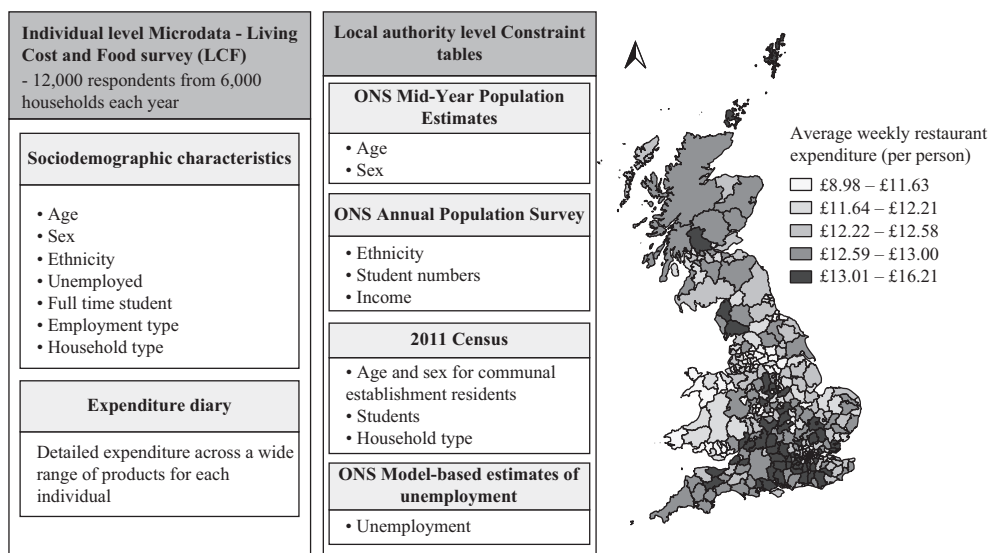 Individual level Microdata - Living
Cost and Food survey (LCF)
- 12,000 respondents from 6,000
households each year
Sociodemographic characteristics
• Age
• Sex
• Ethnicity
• Unemployed
• Full time student
• Employment type
• Household type
Expenditure diary
Detailed expenditure across a wide
range of products for each
individual
Local authority level Constraint
tables
ONS Mid-Year Population
Estimates
• Age
• Sex
ONS Annual Population Survey
• Ethnicity
• Student numbers
• Income
2011 Census
• Age and sex for communal
establishment residents
• Students
• Household type
ONS Model-based estimates of
unemployment
• Unemployment
Average weekly restaurant
expenditure (per person)
£8.98 – £11.63
£11.64 – £12.21
£12.22 – £12.58
£12.59 – £13.00
£13.01 – £16.21